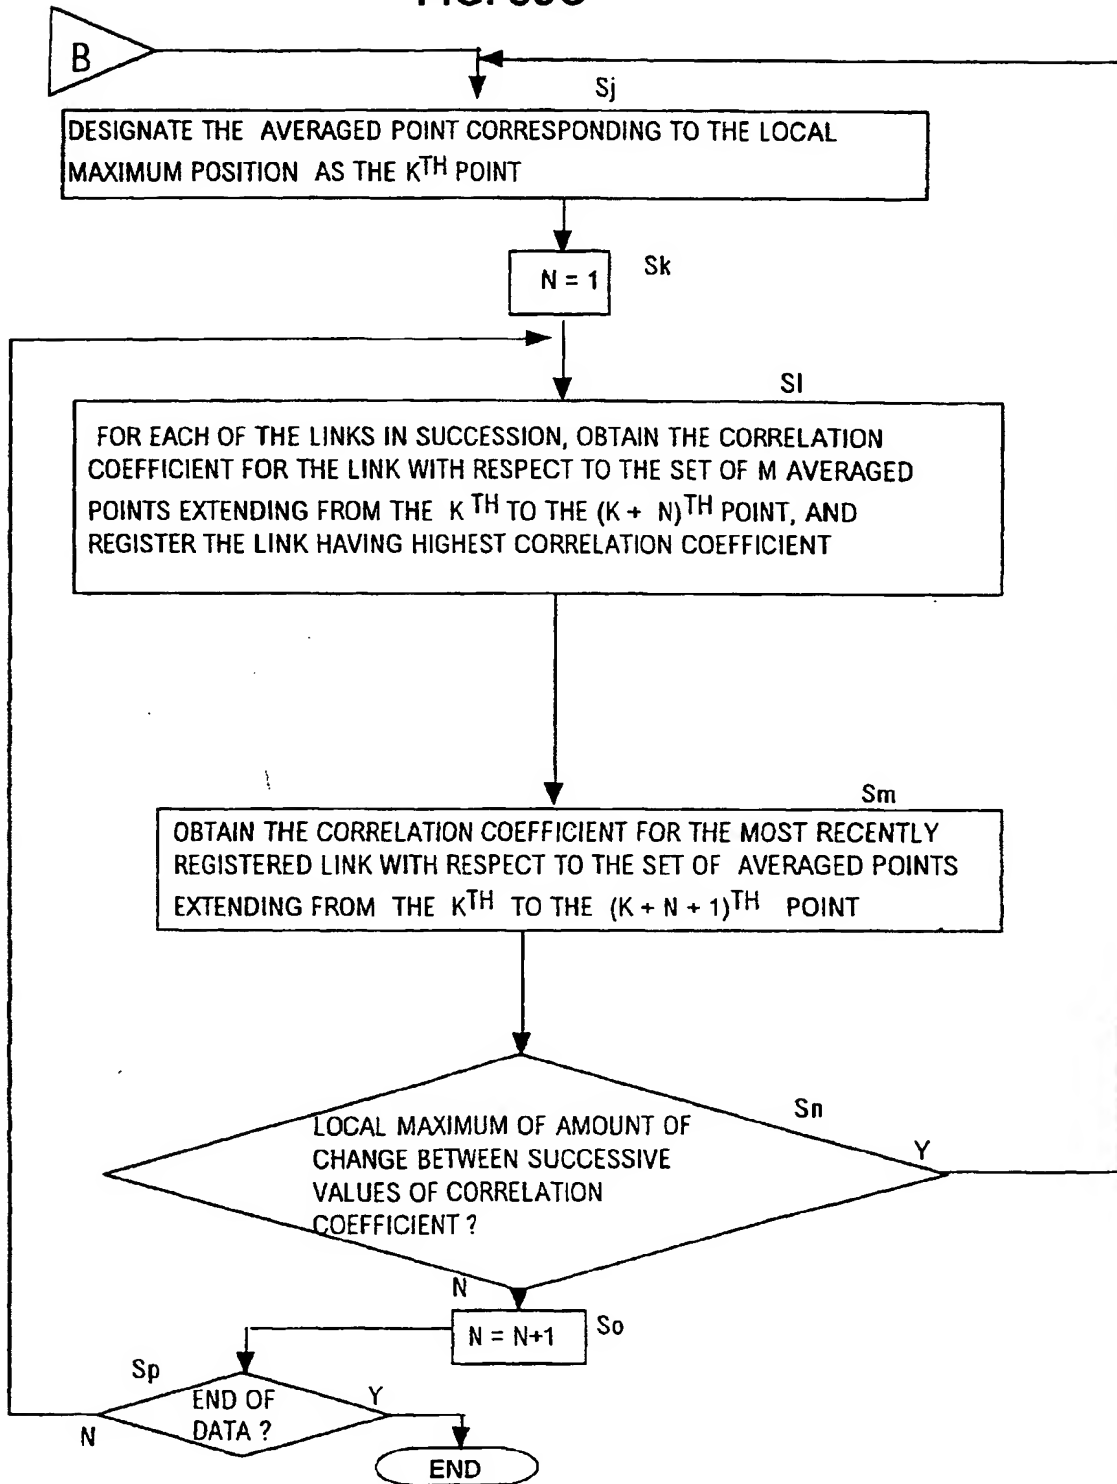 B
Sj
DESIGNATE THE AVERAGED POINT CORRESPONDING TO THE LOCAL
MAXIMUM POSITION AS THE KTH POINT
N = 1
Sk
Sl
FOR EACH OF THE LINKS IN SUCCESSION, OBTAIN THE CORRELATION
COEFFICIENT FOR THE LINK WITH RESPECT TO THE SET OF M AVERAGED
POINTS EXTENDING FROM THE K TH TO THE (K + N)TH POINT, AND
REGISTER THE LINK HAVING HIGHEST CORRELATION COEFFICIENT
Sm
OBTAIN THE CORRELATION COEFFICIENT FOR THE MOST RECENTLY
REGISTERED LINK WITH RESPECT TO THE SET OF AVERAGED POINTS
EXTENDING FROM THE KTH TO THE (K + N + 1)TH POINT
Sn
LOCAL MAXIMUM OF AMOUNT OF
CHANGE BETWEEN SUCCESSIVE
VALUES OF CORRELATION
COEFFICIENT ?
Y
N
N = N+1
So
Sp
END OF
DATA ?
Y
N
END